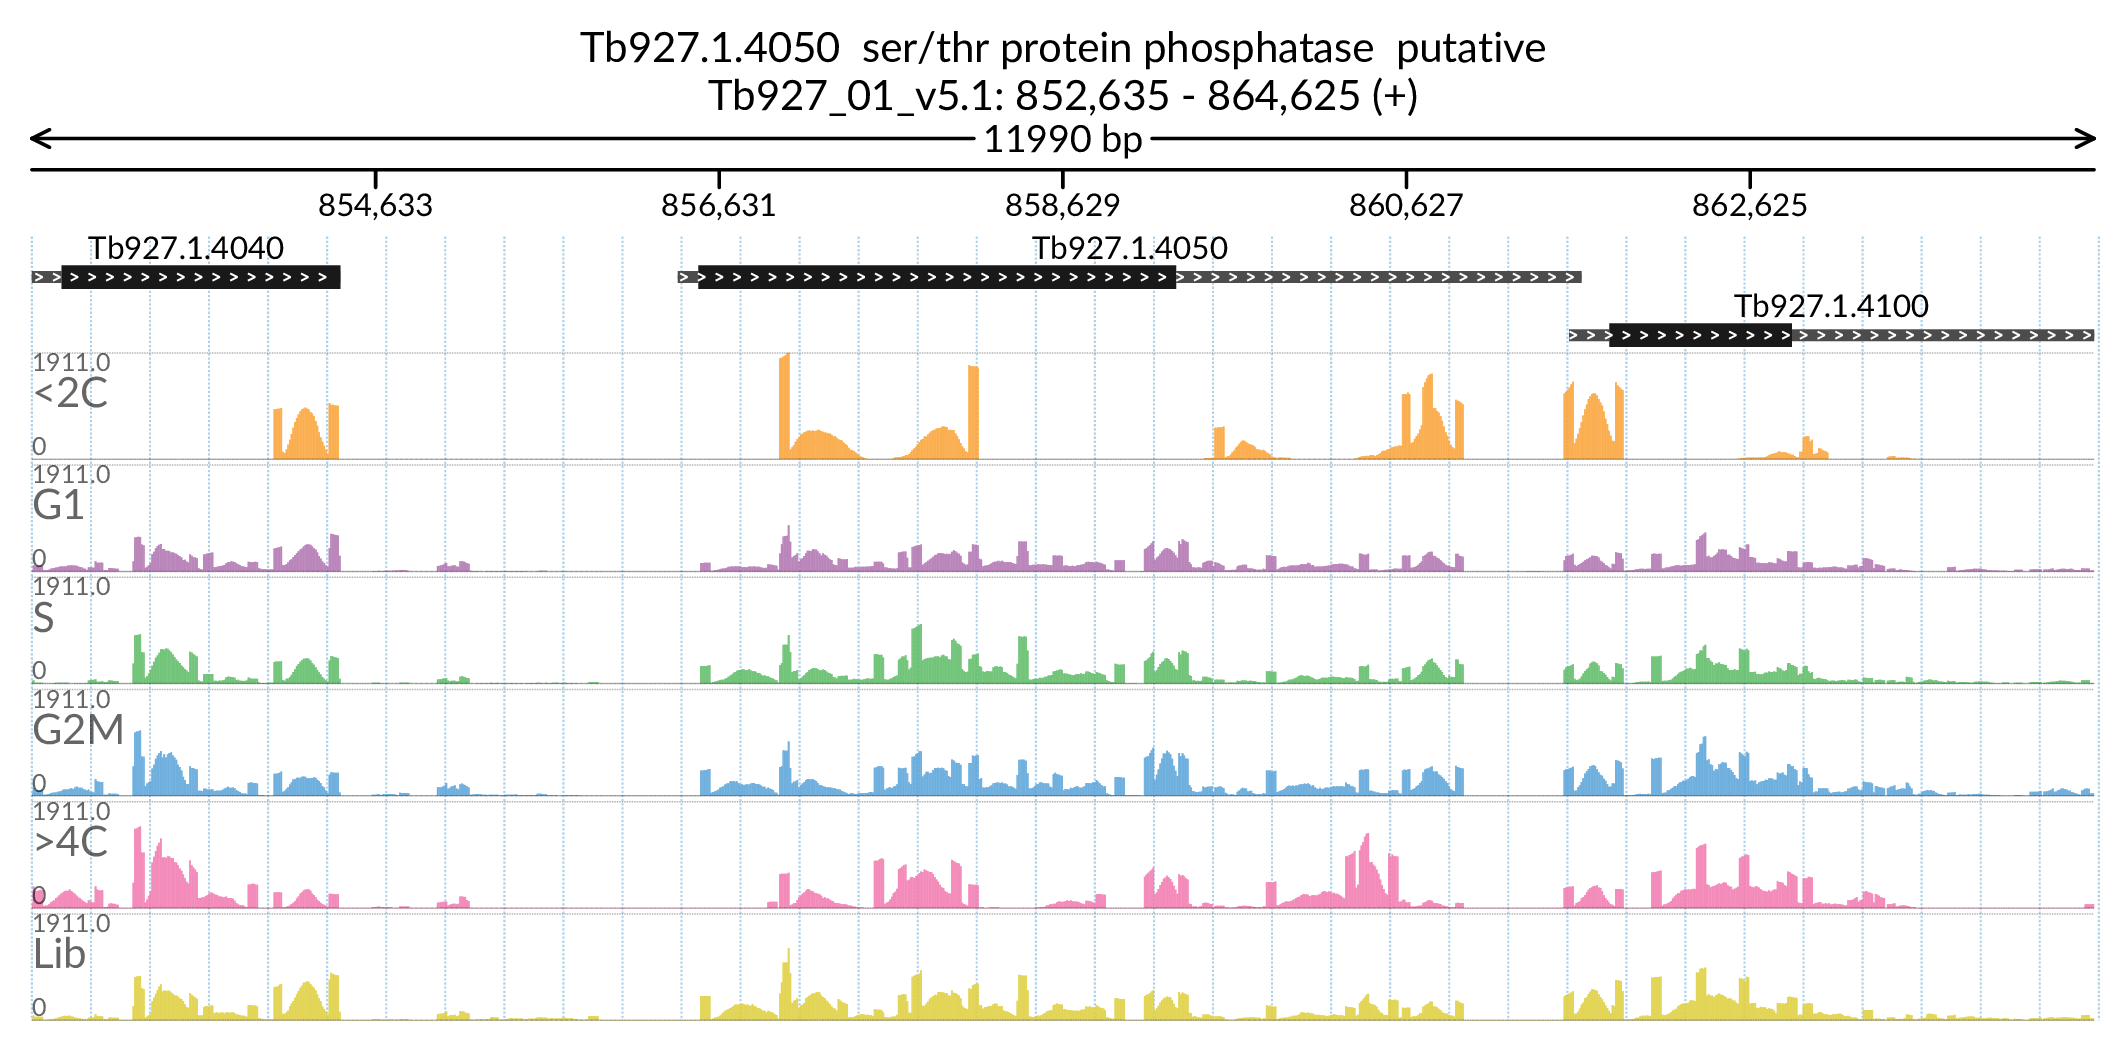 Tb927.1.4050  ser/thr protein phosphatase  putative
Tb927_01_v5.1: 852,635 - 864,625 (+)
11990 bp
854,633 856,631 858,629 860,627 862,625
Tb927.1.4040 Tb927.1.4050
Tb927.1.4100
1911.0
<2C
0
1911.0
G1
0
1911.0
S
0
1911.0
G2M
0
1911.0
>4C
0
1911.0
Lib
0